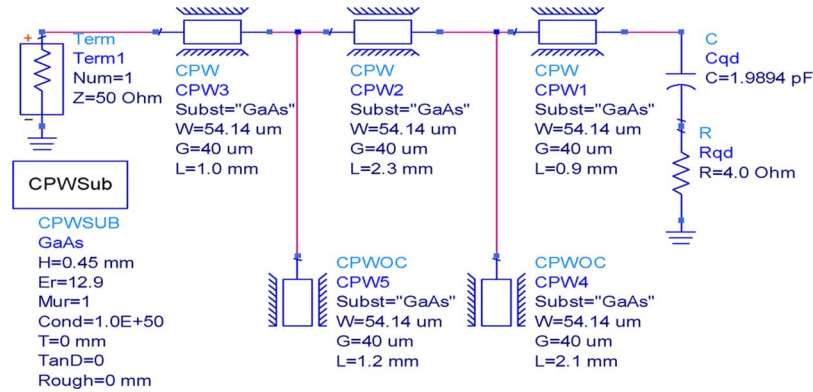 +
Term
Term1
Num=1
Z=50 Ohm
CPW
CPW3
Subst="GaAs"
W=54.14 um
G=40 um
L=1.0 mm
CPW
CPW2
Subst="GaAs"
W=54.14 um
G=40 um
L=2.3 mm
CPW
CPW1
Subst="GaAs"
W=54.14 um
G=40 um
L=0.9 mm
C
Cqd
C=1.9894 pF
R
Rqd
R=4.0 Ohm
CPWSub
CPWSUB
GaAs
H=0.45 mm
Er=12.9
Mur=1
Cond=1.0E+50
T=0 mm
TanD=0
Rough=0 mm
CPWOC
CPW5
Subst="GaAs"
W=54.14 um
G=40 um
L=1.2 mm
CPWOC
CPW4
Subst="GaAs"
W=54.14 um
G=40 um
L=2.1 mm